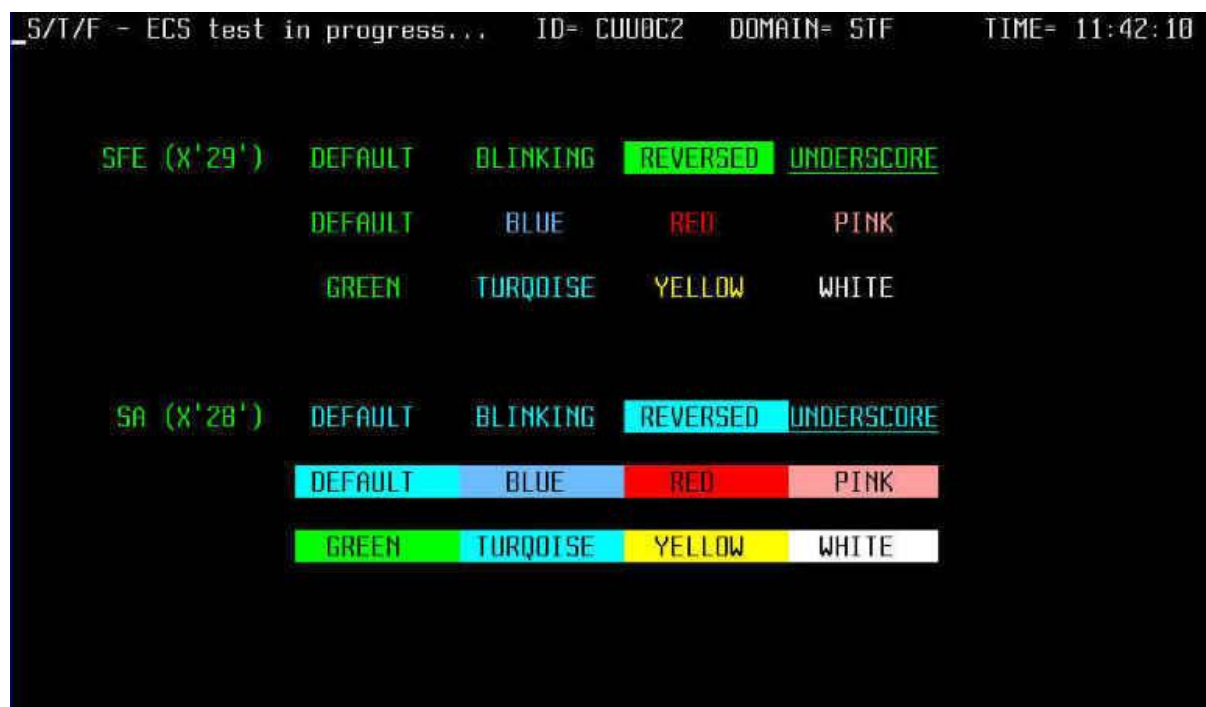 S/T/F - ECS test in progress... ID= CUU0C2 DOMAIN= STF TIME= 11:42:10
SFE (X'29') DEFAULT BLINKING REVERSED UNDERSCORE
DEFAULT BLUE RED PINK
GREEN TURQOISE YELLOW WHITE
SA (X'28') DEFAULT BLINKING REVERSED UNDERSCORE
DEFAULT BLUE RED PINK
GREEN TURQOISE YELLOW WHITE